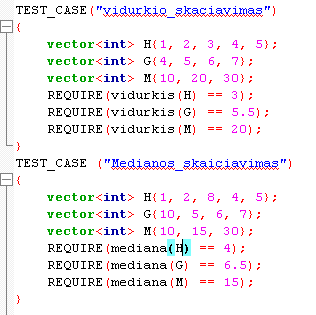 TEST_CASE("vidurkio_skaciavimas")
{
vector<int> H{1, 2, 3, 4, 5};
vector<int> G{4, 5, 6, 7};
vector<int> M{10, 20, 30};
REQUIRE(vidurkis(H) == 3);
REQUIRE(vidurkis(G) == 5.5);
REQUIRE(vidurkis(M) == 20);
}
TEST_CASE ("Medianos_skaiciavimas")
{
vector<int> H{1, 2, 8, 4, 5};
vector<int> G{10, 5, 6, 7};
vector<int> M{10, 15, 30};
REQUIRE(mediana(H) == 4);
REQUIRE(mediana(G) == 6.5);
REQUIRE(mediana(M) == 15);
}